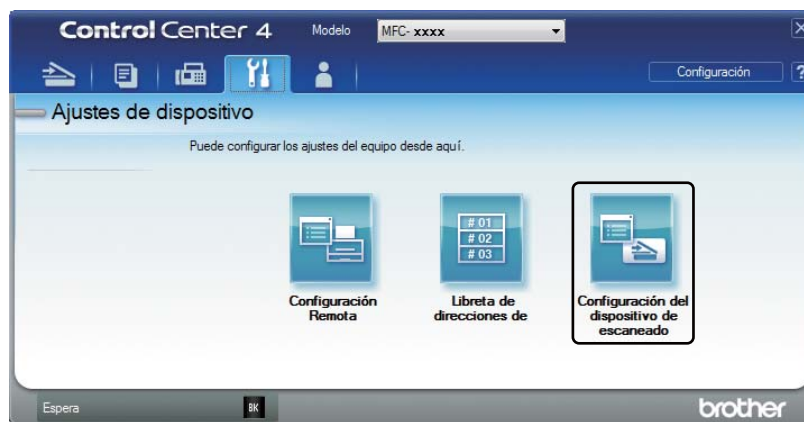 Control Center 4 Modelo MFC- xxxx X
Configuración ?
Ajustes de dispositivo
Puede configurar los ajustes del equipo desde aquí.
# 01
# 02
# 03
Configuración
Remota
Libreta de
direcciones de
Configuración del
dispositivo de
escaneado
Espera BK brother